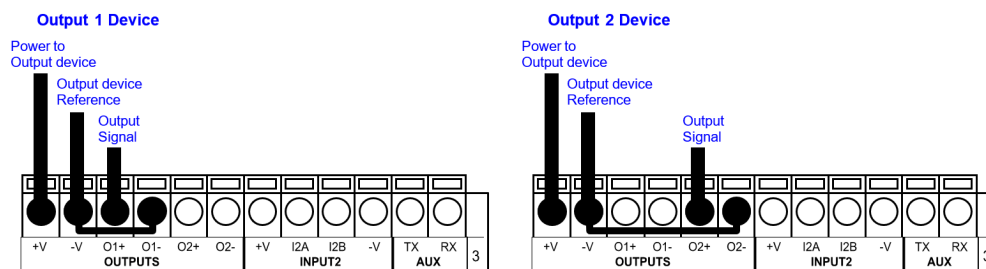 Output 1 Device
Power to
Output device
Output device
Reference
Output
Signal
+V -V O1+ O1- O2+ O2- +V I2A I2B -V TX RX
OUTPUTS INPUT2 AUX 3
Output 2 Device
Power to
Output device
Output device
Reference
Output
Signal
+V -V O1+ O1- O2+ O2- +V I2A I2B -V TX RX
OUTPUTS INPUT2 AUX 3